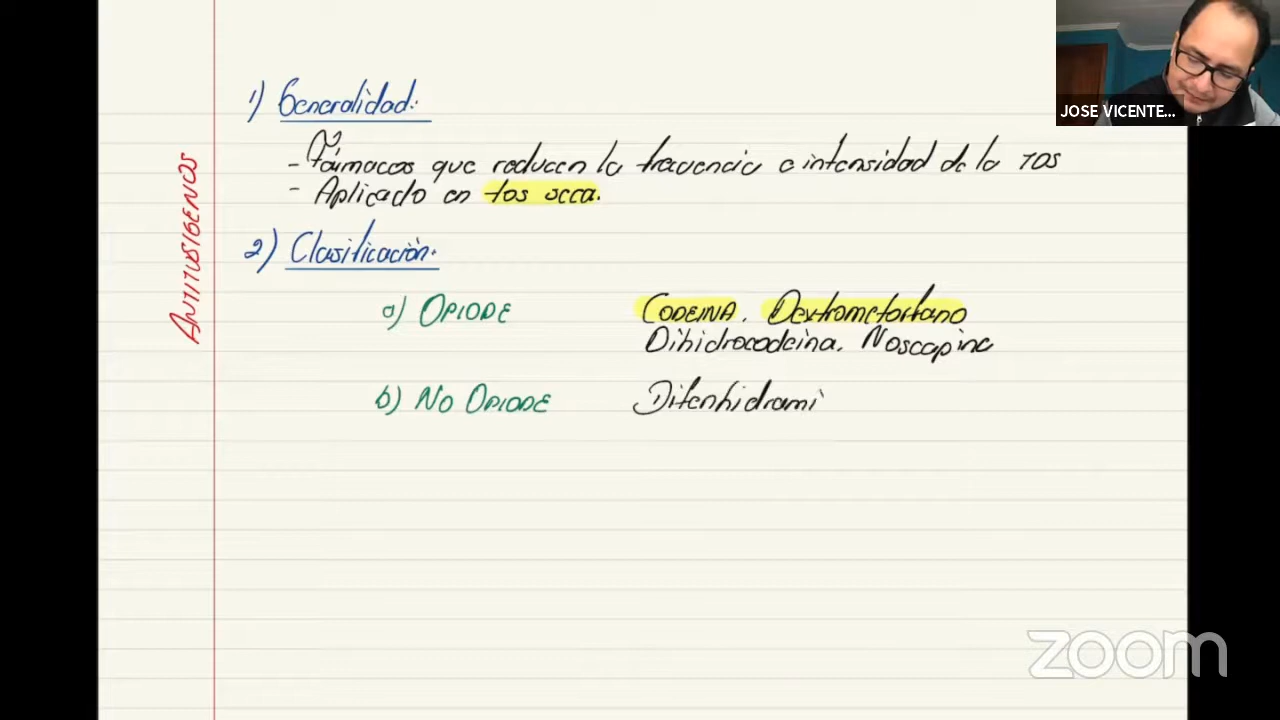 ANTITUSIGENOS
1) Generalidad:
- Fármacos que reducen la frecuencia e intensidad de la TOS
- Aplicado en tos seca.
2) Clasificación:
a) OPIODE
CODEINA. Dextrometorfano
Dihidrocodeina. Noscapina
b) NO OPIODE
Difenhidrami
JOSE VICENTE...
zoom